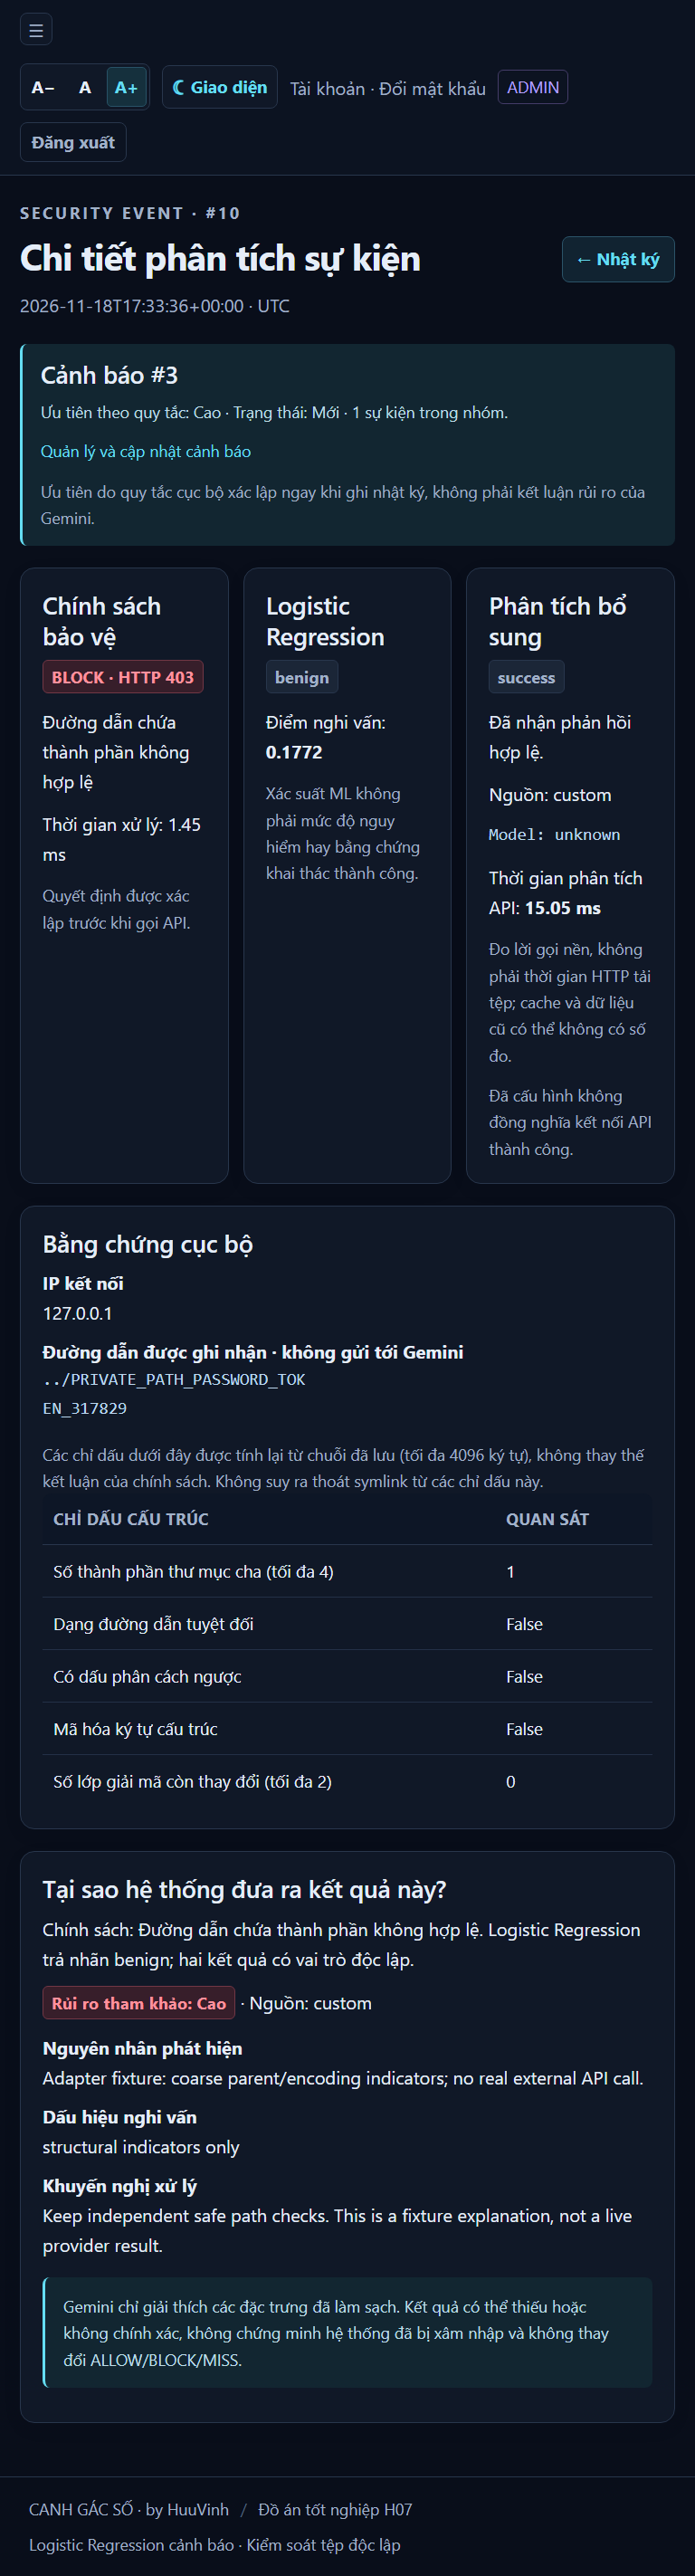 ☰
A− A A+ ☾ Giao diện Tài khoản · Đổi mật khẩu ADMIN
Đăng xuất
SECURITY EVENT · #10
Chi tiết phân tích sự kiện
← Nhật ký
2026-11-18T17:33:36+00:00 · UTC
Cảnh báo #3
Ưu tiên theo quy tắc: Cao · Trạng thái: Mới · 1 sự kiện trong nhóm.
Quản lý và cập nhật cảnh báo
Ưu tiên do quy tắc cục bộ xác lập ngay khi ghi nhật ký, không phải kết luận rủi ro của
Gemini.
Chính sách
bảo vệ
BLOCK · HTTP 403
Đường dẫn chứa
thành phần không
hợp lệ
Thời gian xử lý: 1.45
ms
Quyết định được xác
lập trước khi gọi API.
Logistic
Regression
benign
Điểm nghi vấn:
0.1772
Xác suất ML không
phải mức độ nguy
hiểm hay bằng chứng
khai thác thành công.
Phân tích bổ
sung
success
Đã nhận phản hồi
hợp lệ.
Nguồn: custom
Model: unknown
Thời gian phân tích
API: 15.05 ms
Đo lời gọi nền, không
phải thời gian HTTP tải
tệp; cache và dữ liệu
cũ có thể không có số
đo.
Đã cấu hình không
đồng nghĩa kết nối API
thành công.
Bằng chứng cục bộ
IP kết nối
127.0.0.1
Đường dẫn được ghi nhận · không gửi tới Gemini
../PRIVATE_PATH_PASSWORD_TOK
EN_317829
Các chỉ dấu dưới đây được tính lại từ chuỗi đã lưu (tối đa 4096 ký tự), không thay thế
kết luận của chính sách. Không suy ra thoát symlink từ các chỉ dấu này.
CHỈ DẤU CẤU TRÚC QUAN SÁT
Số thành phần thư mục cha (tối đa 4) 1
Dạng đường dẫn tuyệt đối False
Có dấu phân cách ngược False
Mã hóa ký tự cấu trúc False
Số lớp giải mã còn thay đổi (tối đa 2) 0
Tại sao hệ thống đưa ra kết quả này?
Chính sách: Đường dẫn chứa thành phần không hợp lệ. Logistic Regression
trả nhãn benign; hai kết quả có vai trò độc lập.
Rủi ro tham khảo: Cao · Nguồn: custom
Nguyên nhân phát hiện
Adapter fixture: coarse parent/encoding indicators; no real external API call.
Dấu hiệu nghi vấn
structural indicators only
Khuyến nghị xử lý
Keep independent safe path checks. This is a fixture explanation, not a live
provider result.
Gemini chỉ giải thích các đặc trưng đã làm sạch. Kết quả có thể thiếu hoặc
không chính xác, không chứng minh hệ thống đã bị xâm nhập và không thay
đổi ALLOW/BLOCK/MISS.
CANH GÁC SỐ · by HuuVinh / Đồ án tốt nghiệp H07
Logistic Regression cảnh báo · Kiểm soát tệp độc lập